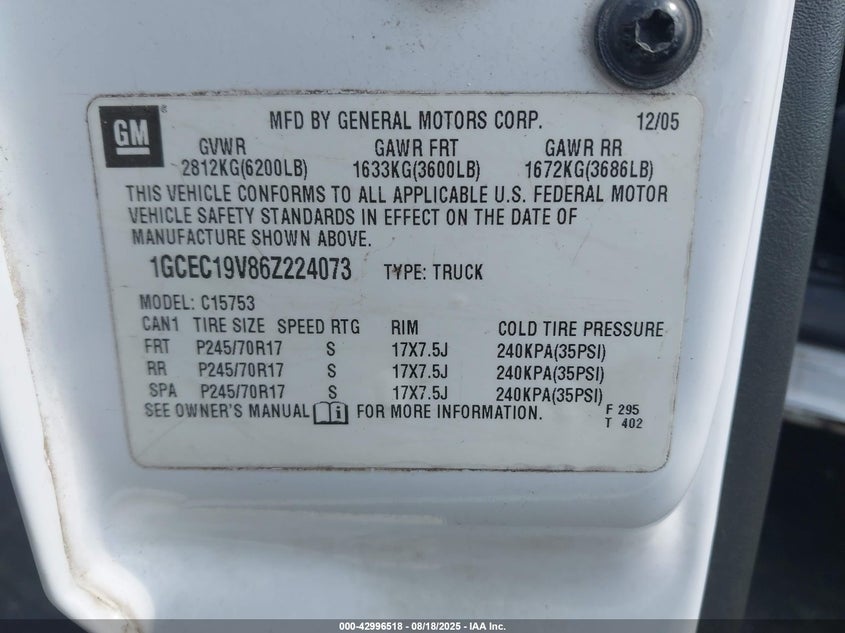 GM ® MFD BY GENERAL MOTORS CORP. 12/05
GVWR GAWR FRT GAWR RR
2812KG(6200LB) 1633KG(3600LB) 1672KG(3686LB)
THIS VEHICLE CONFORMS TO ALL APPLICABLE U.S. FEDERAL MOTOR
VEHICLE SAFETY STANDARDS IN EFFECT ON THE DATE OF
MANUFACTURE SHOWN ABOVE.
1GCEC19V86Z224073 TYPE: TRUCK
MODEL: C15753
CAN1 TIRE SIZE SPEED RTG RIM COLD TIRE PRESSURE
FRT P245/70R17 S 17X7.5J 240KPA(35PSI)
RR P245/70R17 S 17X7.5J 240KPA(35PSI)
SPA P245/70R17 S 17X7.5J 240KPA(35PSI)
SEE OWNER'S MANUAL i FOR MORE INFORMATION. F 295
T 402
000-42996518 - 08/18/2025 - IAA Inc.